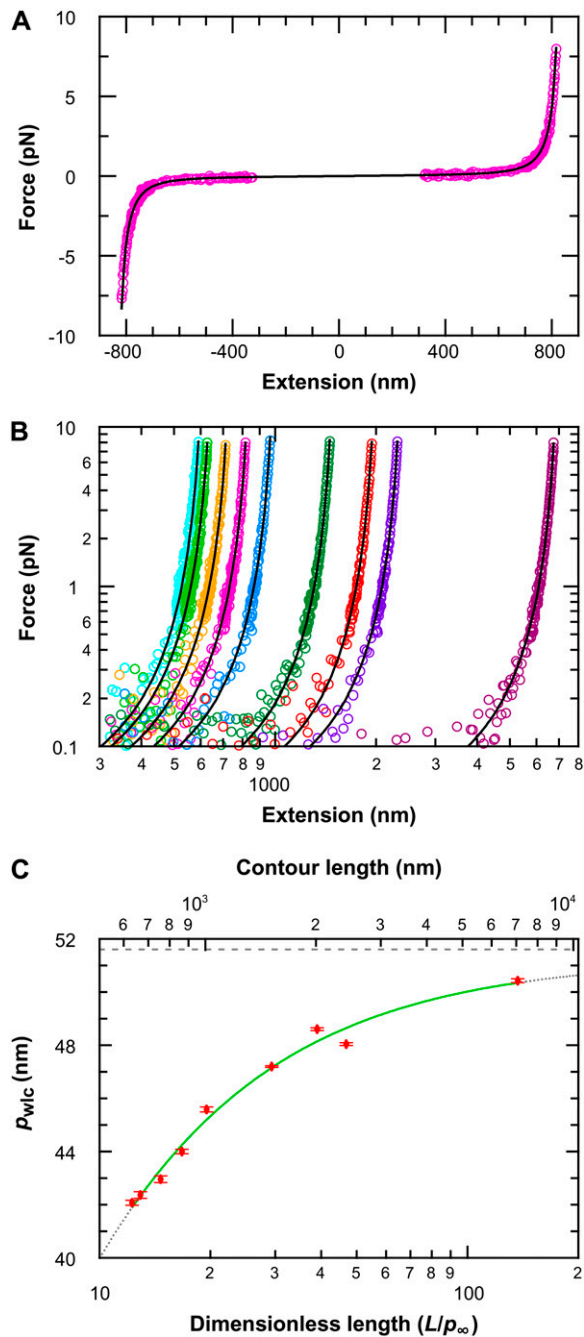 A
10
5
0
-5
-10
Force (pN)
-800 -400 0 400 800
Extension (nm)
B
10
6
4
2
1
6
4
2
0.1
Force (pN)
3 4 5 6 7 8 9 2 3 4 5 6 7 8
1000
Extension (nm)
C
Contour length (nm)
10³ 10⁴
6 7 8 9 2 3 4 5 6 7 8 9
52
48
44
40
p_wlc (nm)
10 2 3 4 5 6 7 8 9 100 2
Dimensionless length (L/p∞)